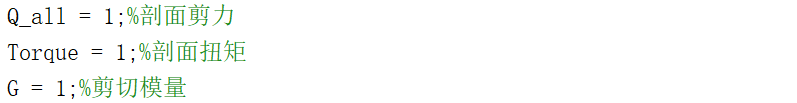 Q_all = 1;%剖面剪力
Torque = 1;%剖面扭矩
G = 1;%剪切模量